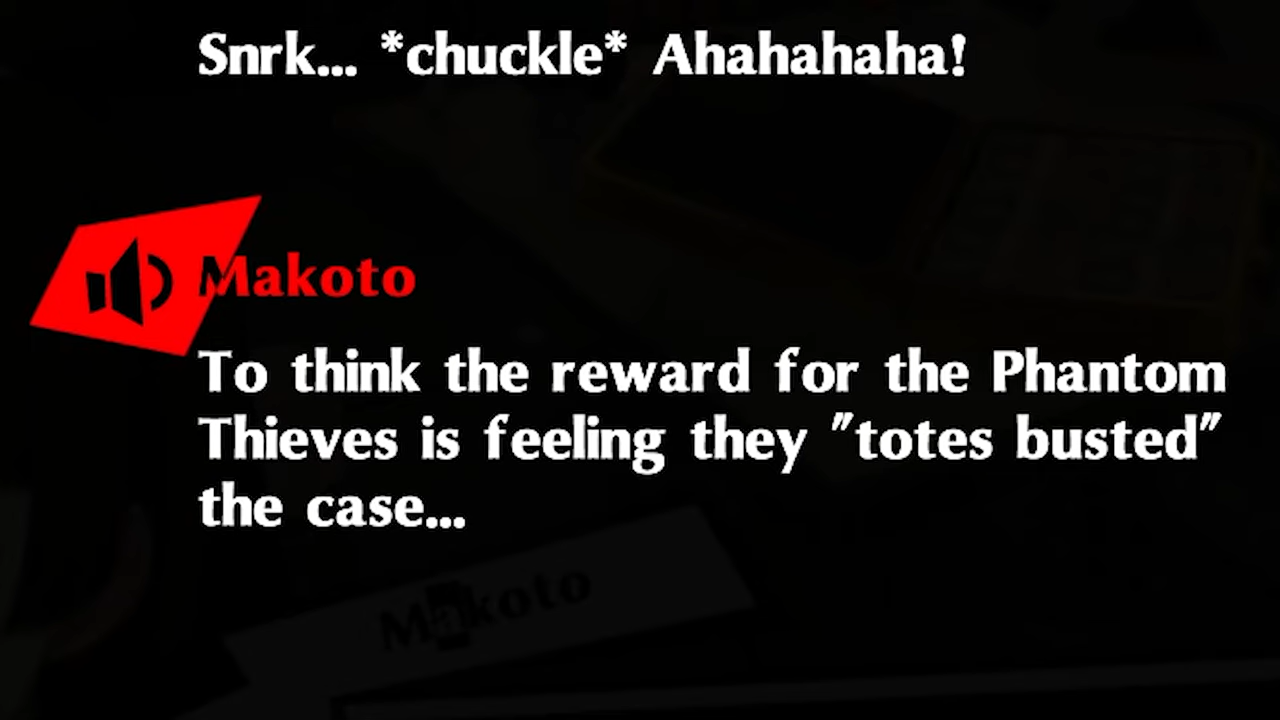 Snrk... *chuckle* Ahahahaha!
Makoto
To think the reward for the Phantom
Thieves is feeling they "totes busted"
the case...
Makoto